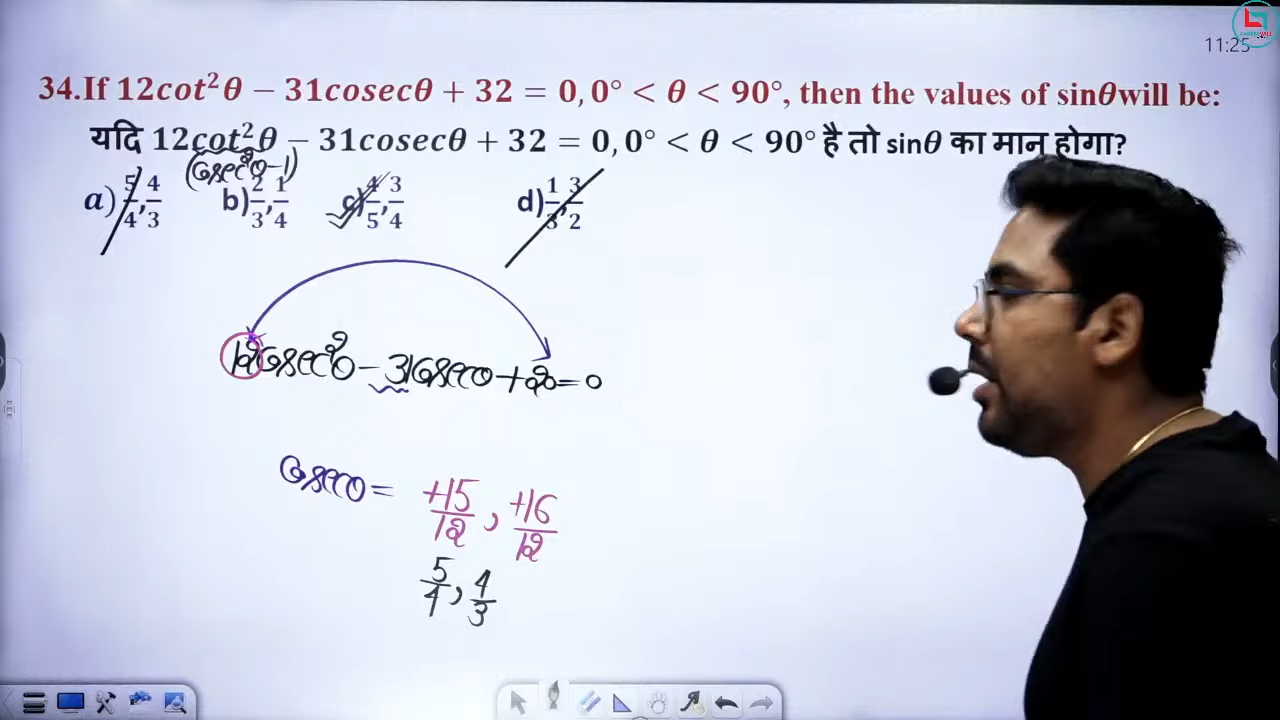 11:25
34.If 12cot²θ − 31cosecθ + 32 = 0, 0° < θ < 90°, then the values of sinθwill be:
यदि 12cot²θ − 31cosecθ + 32 = 0, 0° < θ < 90° है तो sinθ का मान होगा?
(cosec²θ-1)
a) 5/4, 4/3 b) 2/3, 1/4 c) 4/5, 3/4 d) 1/3, 3/2
12cosec²θ − 31cosecθ + 20 = 0
cosecθ = +15/12, +16/12
5/4, 4/3